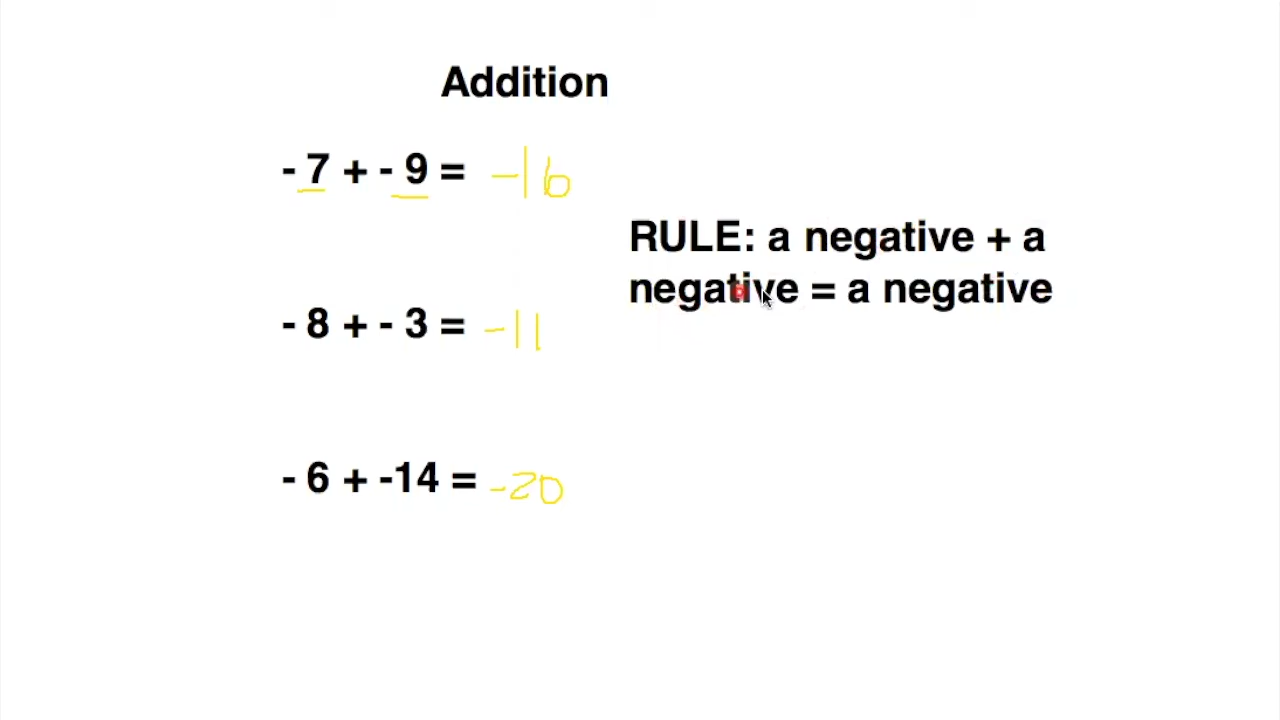 Addition
- 7 + - 9 = -16
RULE: a negative + a
negative = a negative
- 8 + - 3 = -11
- 6 + -14 = -20